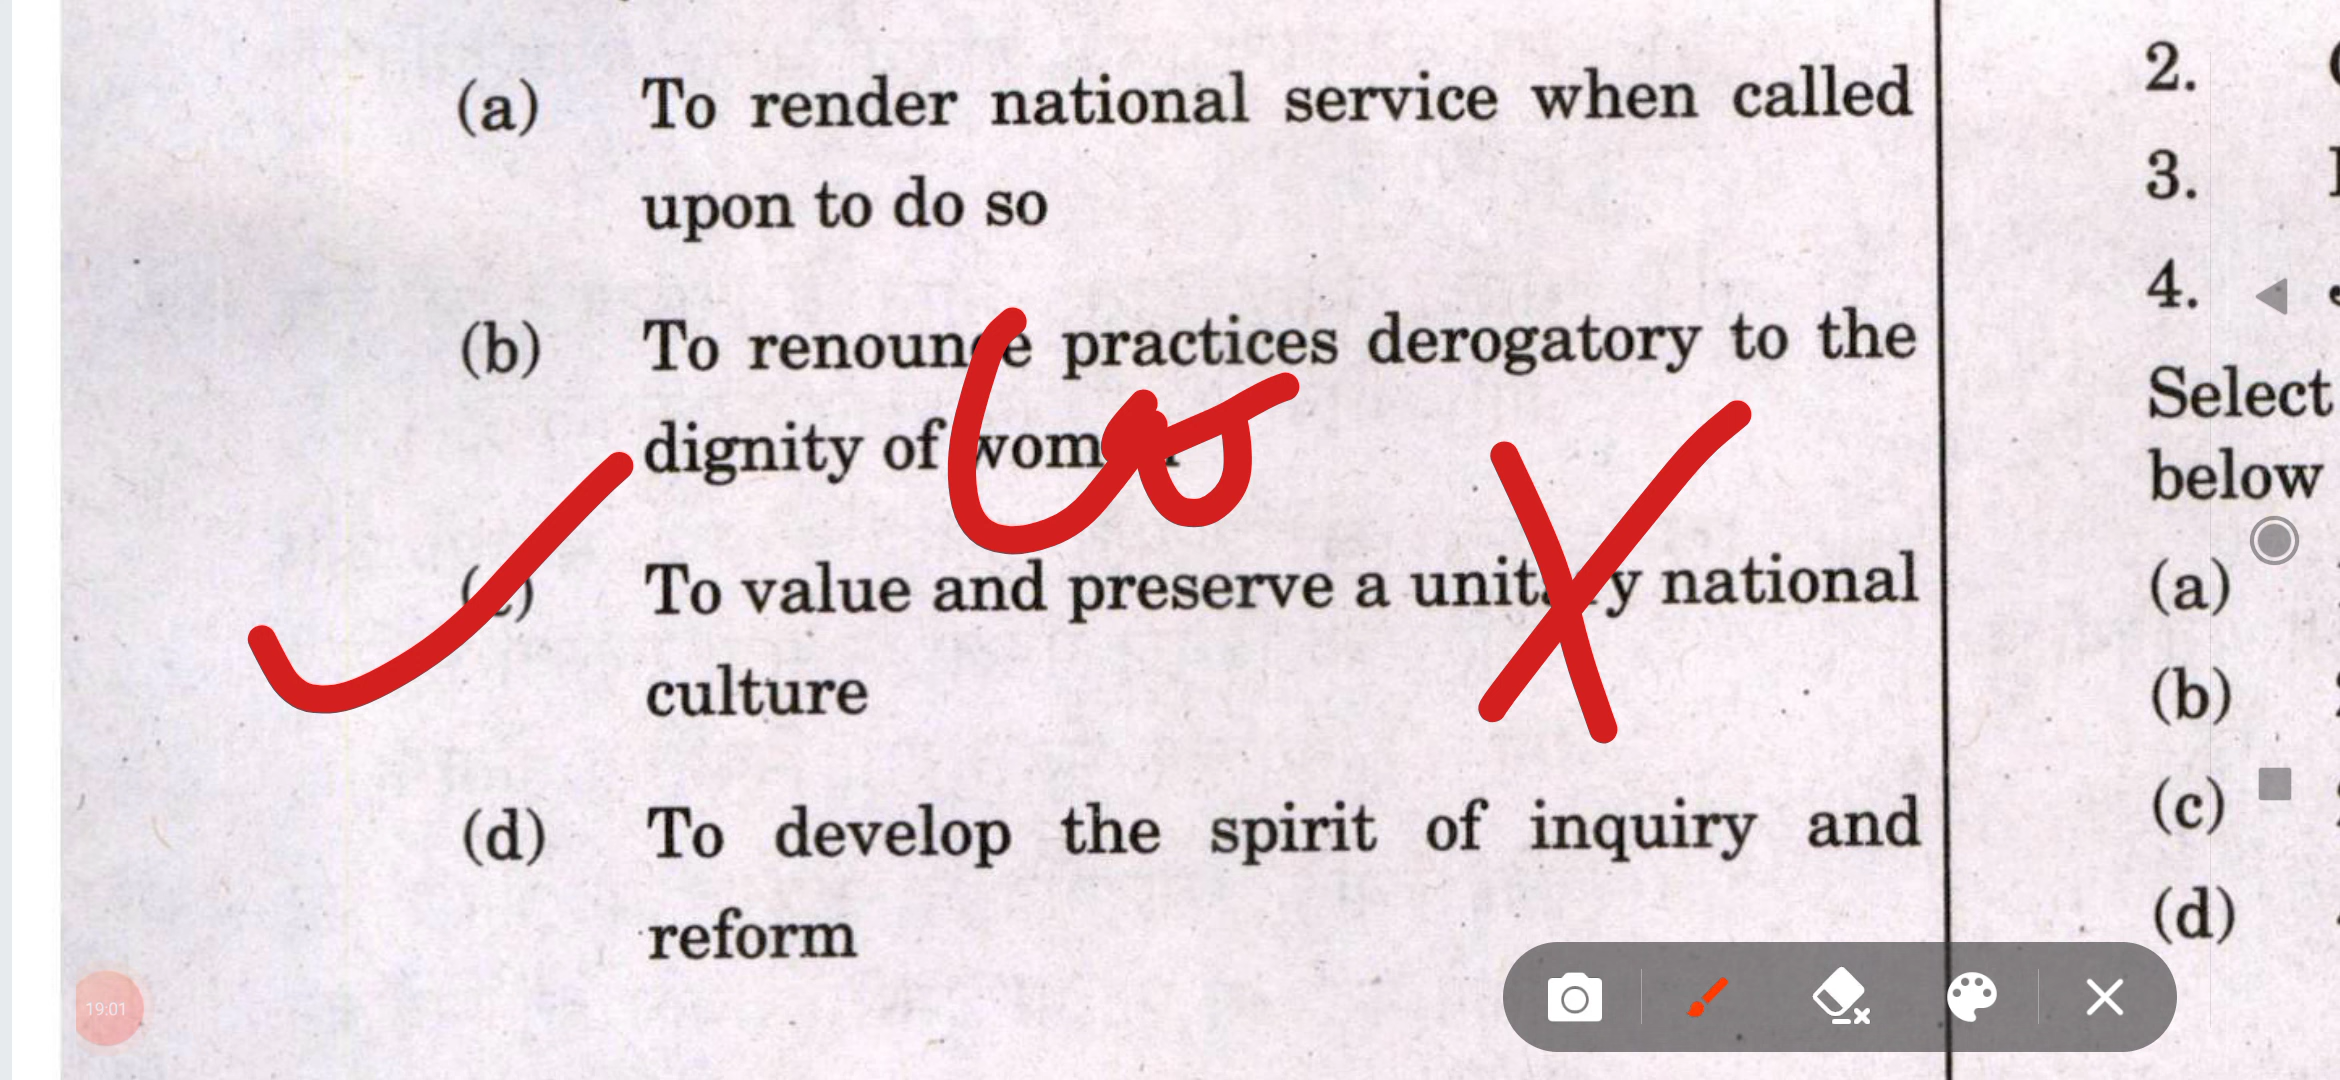 (a) To render national service when called
upon to do so
(b) To renounce practices derogatory to the
dignity of
(c) To value and preserve a unitary national
culture
(d) To develop the spirit of inquiry and
reform
19:01
2.
3.
4.
Select
below
(a)
(b)
(c)
(d)